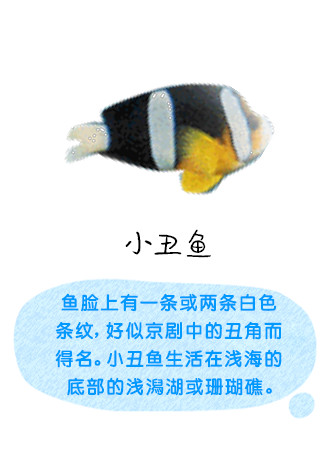 小丑鱼
鱼脸上有一条或两条白色
条纹，好似京剧中的丑角而
得名。小丑鱼生活在浅海的
底部的浅潟湖或珊瑚礁。